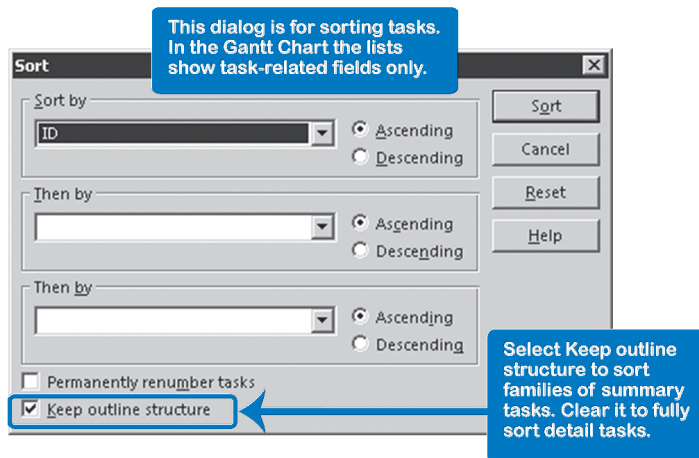 This dialog is for sorting tasks.
In the Gantt Chart the lists
show task-related fields only.
Sort
Sort by
ID
Ascending
Descending
Then by
Ascending
Descending
Then by
Ascending
Descending
Sort
Cancel
Reset
Help
Permanently renumber tasks
Keep outline structure
Select Keep outline
structure to sort
families of summary
tasks. Clear it to fully
sort detail tasks.